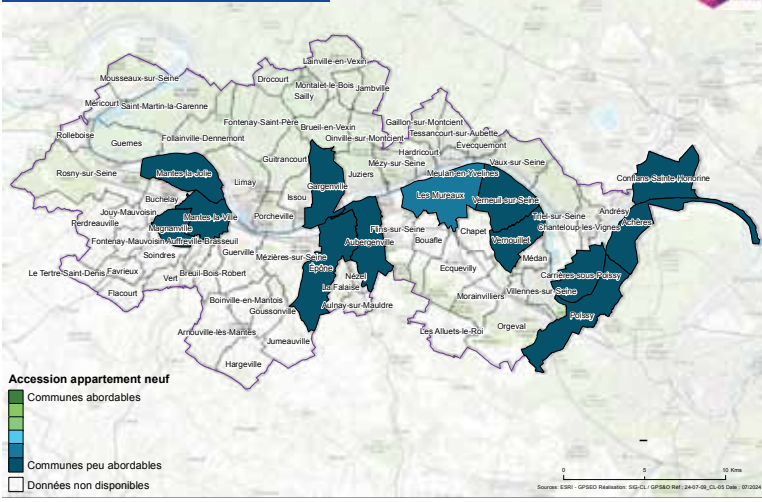 Lainville-en-Vexin
Mousseaux-sur-Seine
Drocourt
Montalet-le-Bois
Sailly
Jambville
Méricourt
Saint-Martin-la-Garenne
Fontenay-Saint-Père
Brueil-en-Vexin
Gaillon-sur-Montcient
Rolleboise
Follainville-Dennemont
Oinville-sur-Montcient
Tessancourt-sur-Aubette
Guernes
Hardricourt
Évecquemont
Guitrancourt
Mézy-sur-Seine
Vaux-sur-Seine
Rosny-sur-Seine
Mantes-la-Jolie
Limay
Gargenville
Juziers
Meulan-en-Yvelines
Conflans-Sainte-Honorine
Buchelay
Issou
Les Mureaux
Verneuil-sur-Seine
Jouy-Mauvoisin
Mantes-la-Ville
Porcheville
Triel-sur-Seine
Andrésy
Perdreauville
Magnanville
Flins-sur-Seine
Chapet
Chanteloup-les-Vignes
Achères
Fontenay-Mauvoisin
Auffreville-Brasseuil
Aubergenville
Bouafle
Vernouillet
Soindres
Guerville
Mézières-sur-Seine
Médan
Le Tertre-Saint-Denis
Favrieux
Vert
Breuil-Bois-Robert
Épône
Nézel
Ecquevilly
Carrières-sous-Poissy
Flacourt
La Falaise
Morainvilliers
Villennes-sur-Seine
Boinville-en-Mantois
Aulnay-sur-Mauldre
Goussonville
Poissy
Arnouville-lès-Mantes
Les Alluets-le-Roi
Orgeval
Jumeauville
Hargeville
Accession appartement neuf
Communes abordables
Communes peu abordables
Données non disponibles
0 5 10 Kms
Sources: ESRI - GPSEO Réalisation: SIG-CL / GPS&O Réf : 24-07-09_CL-05 Date : 07/2024